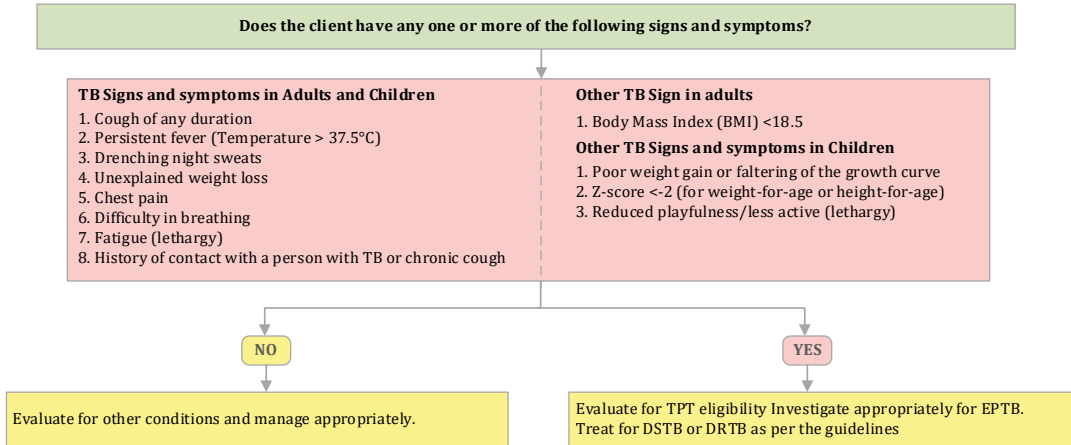 Does the client have any one or more of the following signs and symptoms?
TB Signs and symptoms in Adults and Children
1. Cough of any duration
2. Persistent fever (Temperature > 37.5°C)
3. Drenching night sweats
4. Unexplained weight loss
5. Chest pain
6. Difficulty in breathing
7. Fatigue (lethargy)
8. History of contact with a person with TB or chronic cough
Other TB Sign in adults
1. Body Mass Index (BMI) <18.5
Other TB Signs and symptoms in Children
1. Poor weight gain or faltering of the growth curve
2. Z-score <-2 (for weight-for-age or height-for-age)
3. Reduced playfulness/less active (lethargy)
NO
YES
Evaluate for other conditions and manage appropriately.
Evaluate for TPT eligibility Investigate appropriately for EPTB.
Treat for DSTB or DRTB as per the guidelines